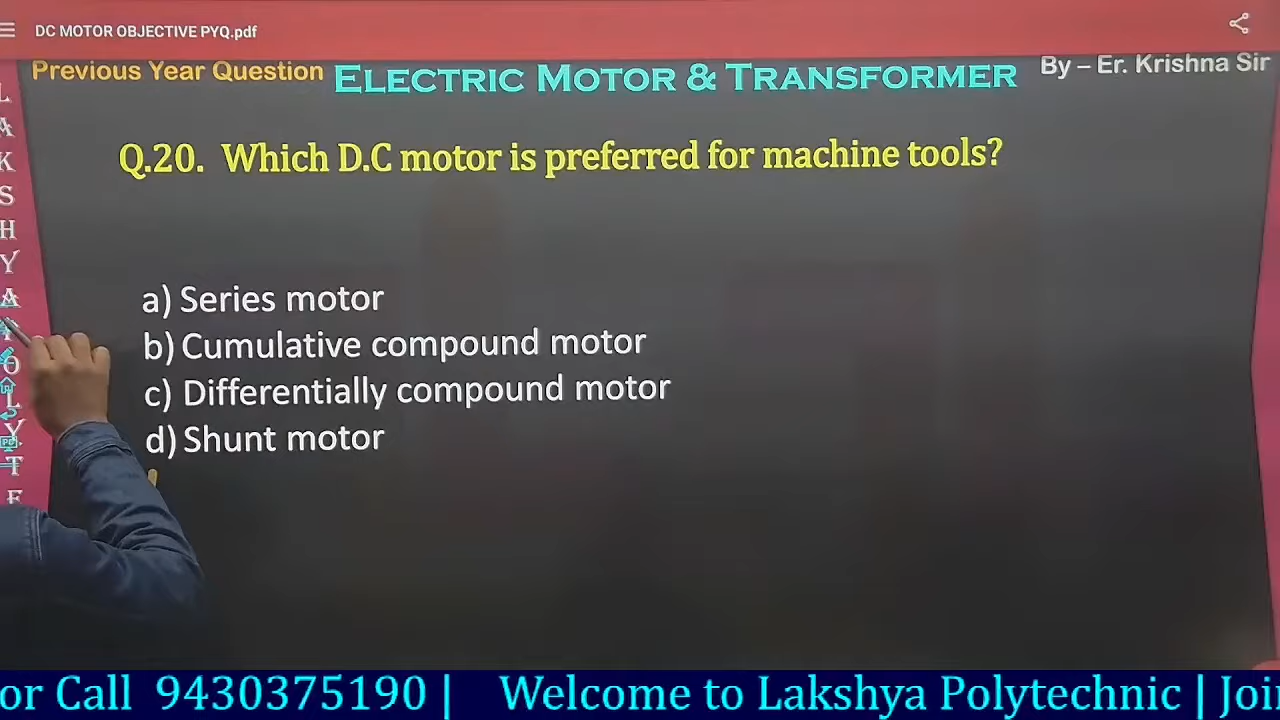 DC MOTOR OBJECTIVE PYQ.pdf
Previous Year Question ELECTRIC MOTOR & TRANSFORMER By – Er. Krishna Sir
Q.20. Which D.C motor is preferred for machine tools?
a) Series motor
b) Cumulative compound motor
c) Differentially compound motor
d) Shunt motor
L
A
K
S
H
Y
A
O
L
Y
T
E
or Call 9430375190 | Welcome to Lakshya Polytechnic | Join